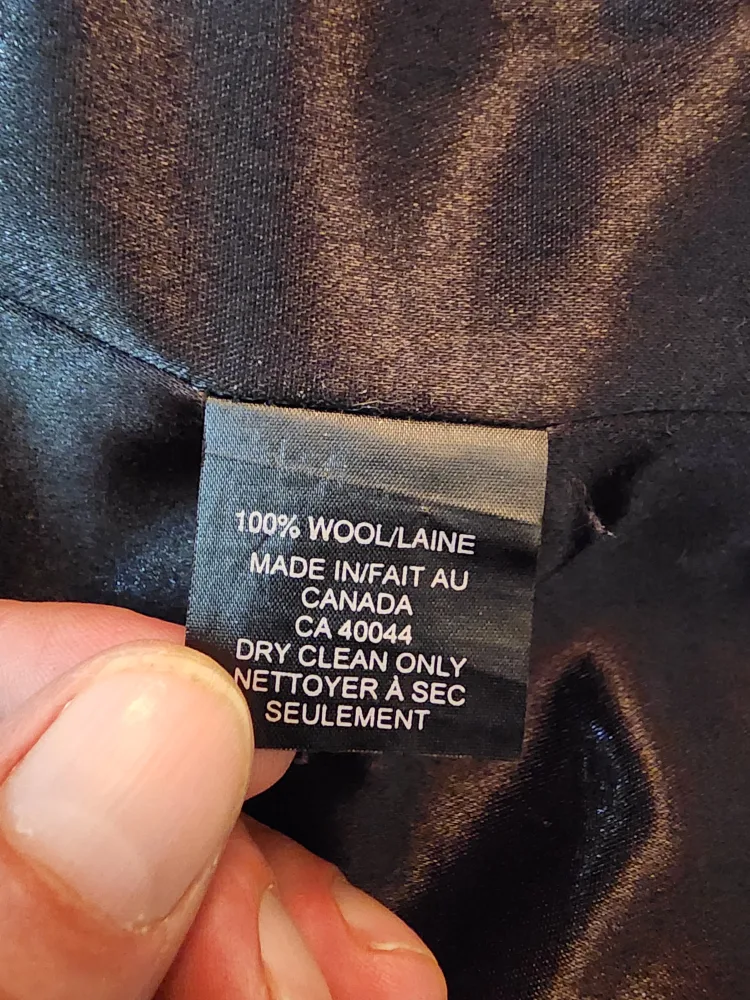 100% WOOL/LAINE
MADE IN/FAIT AU
CANADA
CA 40044
DRY CLEAN ONLY
NETTOYER À SEC
SEULEMENT